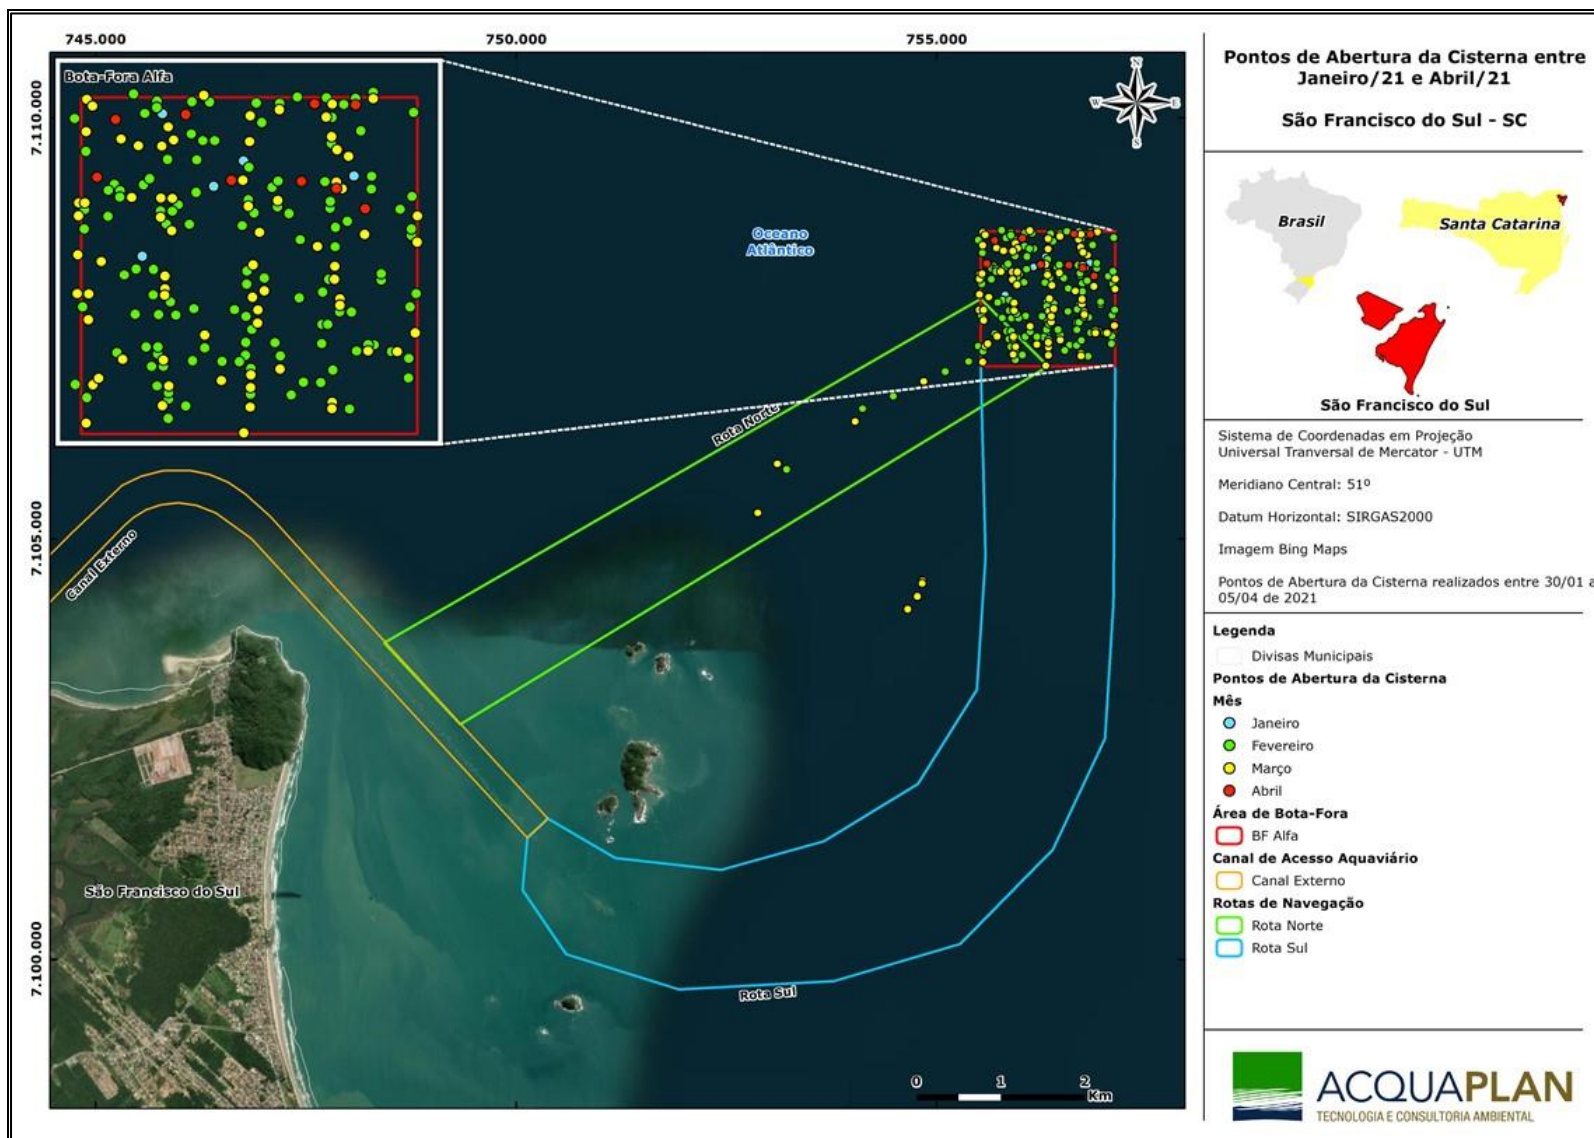 745.000
750.000
755.000
7.110.000
7.105.000
7.100.000
Bota-Fora Alfa
N
W
E
S
Oceano
Atlântico
Rota Norte
Canal Externo
São Francisco do Sul
Rota Sul
0
1
2
Km
Pontos de Abertura da Cisterna entre
Janeiro/21 e Abril/21
São Francisco do Sul - SC
Brasil
Santa Catarina
São Francisco do Sul
Sistema de Coordenadas em Projeção
Universal Tranversal de Mercator - UTM
Meridiano Central: 51º
Datum Horizontal: SIRGAS2000
Imagem Bing Maps
Pontos de Abertura da Cisterna realizados entre 30/01 a
05/04 de 2021
Legenda
Divisas Municipais
Pontos de Abertura da Cisterna
Mês
Janeiro
Fevereiro
Março
Abril
Área de Bota-Fora
BF Alfa
Canal de Acesso Aquaviário
Canal Externo
Rotas de Navegação
Rota Norte
Rota Sul
ACQUAPLAN
TECNOLOGIA E CONSULTORIA AMBIENTAL